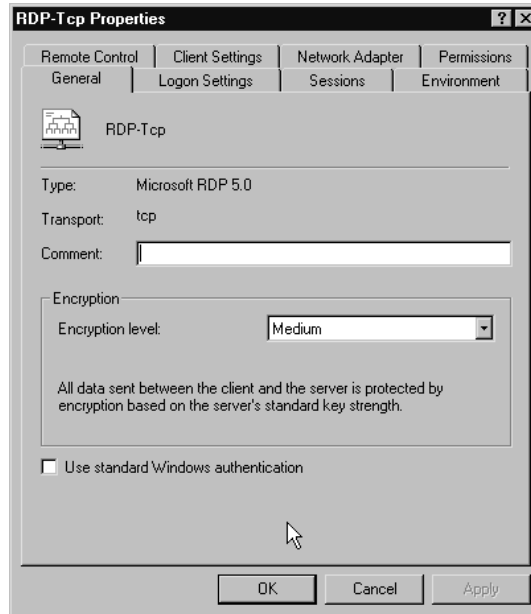 RDP-Tcp Properties
Remote Control Client Settings Network Adapter Permissions
General Logon Settings Sessions Environment
RDP-Tcp
Type: Microsoft RDP 5.0
Transport: tcp
Comment:
Encryption
Encryption level: Medium
All data sent between the client and the server is protected by
encryption based on the server's standard key strength.
Use standard Windows authentication
OK Cancel Apply